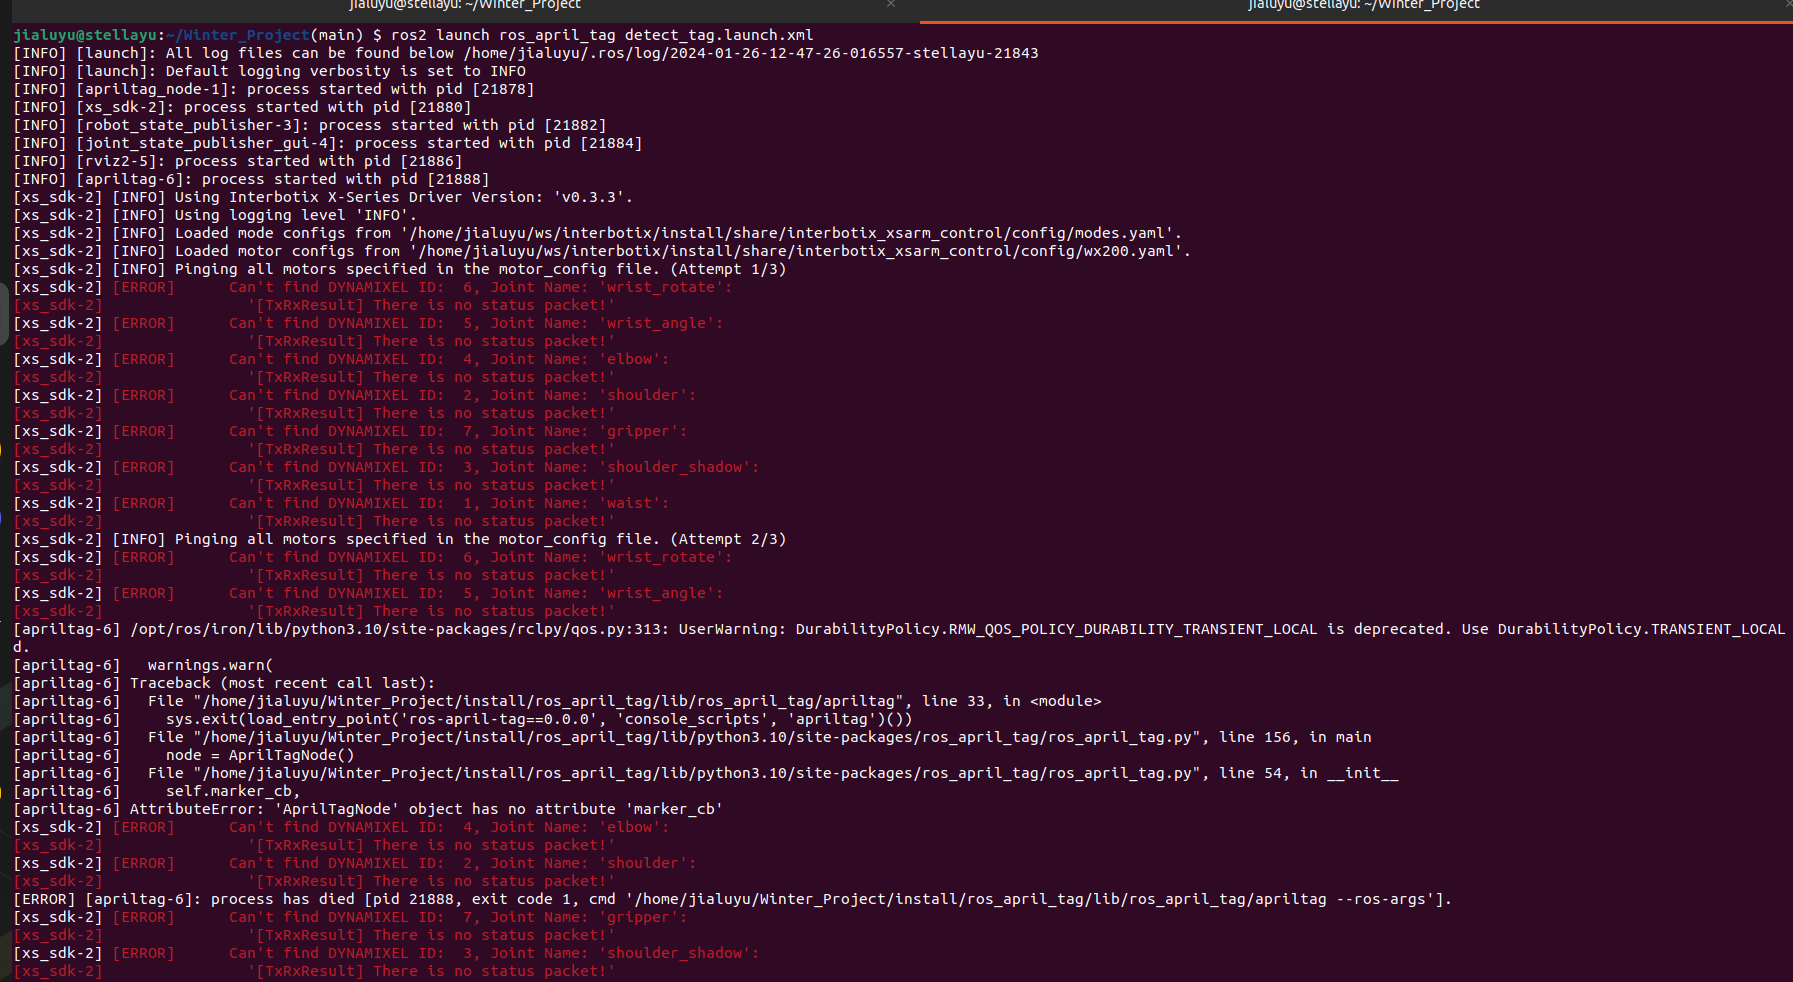 jialuyu@stellayu: ~/Winter_Project × jialuyu@stellayu: ~/Winter_Project ×
jialuyu@stellayu:~/Winter_Project(main) $ ros2 launch ros_april_tag detect_tag.launch.xml
[INFO] [launch]: All log files can be found below /home/jialuyu/.ros/log/2024-01-26-12-47-26-016557-stellayu-21843
[INFO] [launch]: Default logging verbosity is set to INFO
[INFO] [apriltag_node-1]: process started with pid [21878]
[INFO] [xs_sdk-2]: process started with pid [21880]
[INFO] [robot_state_publisher-3]: process started with pid [21882]
[INFO] [joint_state_publisher_gui-4]: process started with pid [21884]
[INFO] [rviz2-5]: process started with pid [21886]
[INFO] [apriltag-6]: process started with pid [21888]
[xs_sdk-2] [INFO] Using Interbotix X-Series Driver Version: 'v0.3.3'.
[xs_sdk-2] [INFO] Using logging level 'INFO'.
[xs_sdk-2] [INFO] Loaded mode configs from '/home/jialuyu/ws/interbotix/install/share/interbotix_xsarm_control/config/modes.yaml'.
[xs_sdk-2] [INFO] Loaded motor configs from '/home/jialuyu/ws/interbotix/install/share/interbotix_xsarm_control/config/wx200.yaml'.
[xs_sdk-2] [INFO] Pinging all motors specified in the motor_config file. (Attempt 1/3)
[xs_sdk-2] [ERROR]      Can't find DYNAMIXEL ID:  6, Joint Name: 'wrist_rotate':
[xs_sdk-2]                '[TxRxResult] There is no status packet!'
[xs_sdk-2] [ERROR]      Can't find DYNAMIXEL ID:  5, Joint Name: 'wrist_angle':
[xs_sdk-2]                '[TxRxResult] There is no status packet!'
[xs_sdk-2] [ERROR]      Can't find DYNAMIXEL ID:  4, Joint Name: 'elbow':
[xs_sdk-2]                '[TxRxResult] There is no status packet!'
[xs_sdk-2] [ERROR]      Can't find DYNAMIXEL ID:  2, Joint Name: 'shoulder':
[xs_sdk-2]                '[TxRxResult] There is no status packet!'
[xs_sdk-2] [ERROR]      Can't find DYNAMIXEL ID:  7, Joint Name: 'gripper':
[xs_sdk-2]                '[TxRxResult] There is no status packet!'
[xs_sdk-2] [ERROR]      Can't find DYNAMIXEL ID:  3, Joint Name: 'shoulder_shadow':
[xs_sdk-2]                '[TxRxResult] There is no status packet!'
[xs_sdk-2] [ERROR]      Can't find DYNAMIXEL ID:  1, Joint Name: 'waist':
[xs_sdk-2]                '[TxRxResult] There is no status packet!'
[xs_sdk-2] [INFO] Pinging all motors specified in the motor_config file. (Attempt 2/3)
[xs_sdk-2] [ERROR]      Can't find DYNAMIXEL ID:  6, Joint Name: 'wrist_rotate':
[xs_sdk-2]                '[TxRxResult] There is no status packet!'
[xs_sdk-2] [ERROR]      Can't find DYNAMIXEL ID:  5, Joint Name: 'wrist_angle':
[xs_sdk-2]                '[TxRxResult] There is no status packet!'
[apriltag-6] /opt/ros/iron/lib/python3.10/site-packages/rclpy/qos.py:313: UserWarning: DurabilityPolicy.RMW_QOS_POLICY_DURABILITY_TRANSIENT_LOCAL is deprecated. Use DurabilityPolicy.TRANSIENT_LOCAL
d.
[apriltag-6]   warnings.warn(
[apriltag-6] Traceback (most recent call last):
[apriltag-6]   File "/home/jialuyu/Winter_Project/install/ros_april_tag/lib/ros_april_tag/apriltag", line 33, in <module>
[apriltag-6]     sys.exit(load_entry_point('ros-april-tag==0.0.0', 'console_scripts', 'apriltag')())
[apriltag-6]   File "/home/jialuyu/Winter_Project/install/ros_april_tag/lib/python3.10/site-packages/ros_april_tag/ros_april_tag.py", line 156, in main
[apriltag-6]     node = AprilTagNode()
[apriltag-6]   File "/home/jialuyu/Winter_Project/install/ros_april_tag/lib/python3.10/site-packages/ros_april_tag/ros_april_tag.py", line 54, in __init__
[apriltag-6]     self.marker_cb,
[apriltag-6] AttributeError: 'AprilTagNode' object has no attribute 'marker_cb'
[xs_sdk-2] [ERROR]      Can't find DYNAMIXEL ID:  4, Joint Name: 'elbow':
[xs_sdk-2]                '[TxRxResult] There is no status packet!'
[xs_sdk-2] [ERROR]      Can't find DYNAMIXEL ID:  2, Joint Name: 'shoulder':
[xs_sdk-2]                '[TxRxResult] There is no status packet!'
[ERROR] [apriltag-6]: process has died [pid 21888, exit code 1, cmd '/home/jialuyu/Winter_Project/install/ros_april_tag/lib/ros_april_tag/apriltag --ros-args'].
[xs_sdk-2] [ERROR]      Can't find DYNAMIXEL ID:  7, Joint Name: 'gripper':
[xs_sdk-2]                '[TxRxResult] There is no status packet!'
[xs_sdk-2] [ERROR]      Can't find DYNAMIXEL ID:  3, Joint Name: 'shoulder_shadow':
[xs_sdk-2]                '[TxRxResult] There is no status packet!'